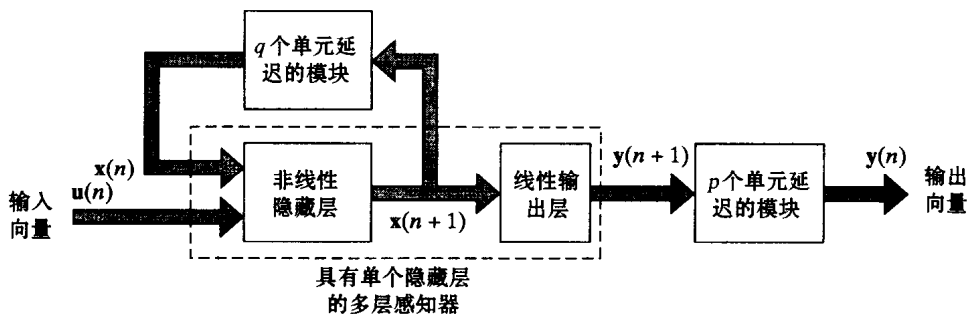 q个单元延
迟的模块
x(n)
u(n)
输入
向量
非线性
隐藏层
x(n+1)
线性输
出层
y(n+1)
p个单元延
迟的模块
y(n)
输出
向量
具有单个隐藏层
的多层感知器